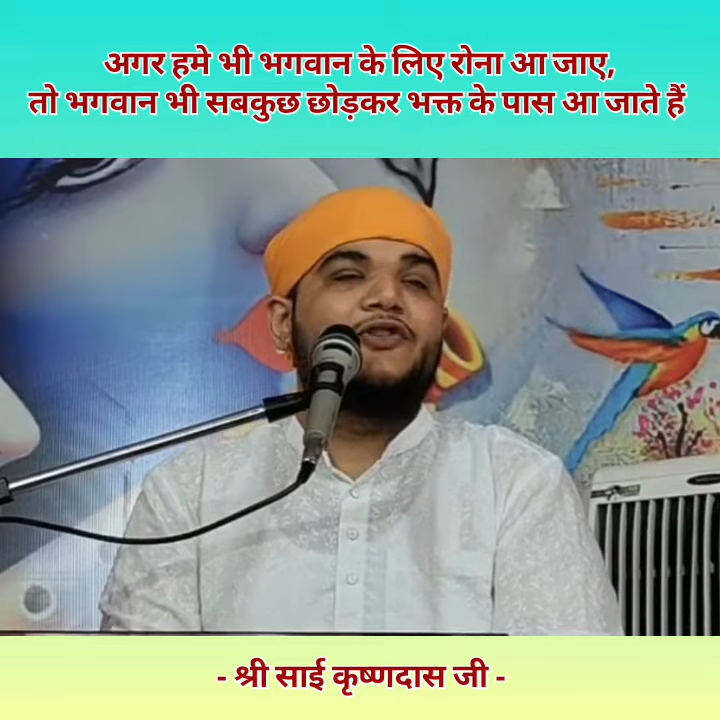 अगर हमे भी भगवान के लिए रोना आ जाए,
तो भगवान भी सबकुछ छोड़कर भक्त के पास आ जाते हैं
- श्री साई कृष्णदास जी -